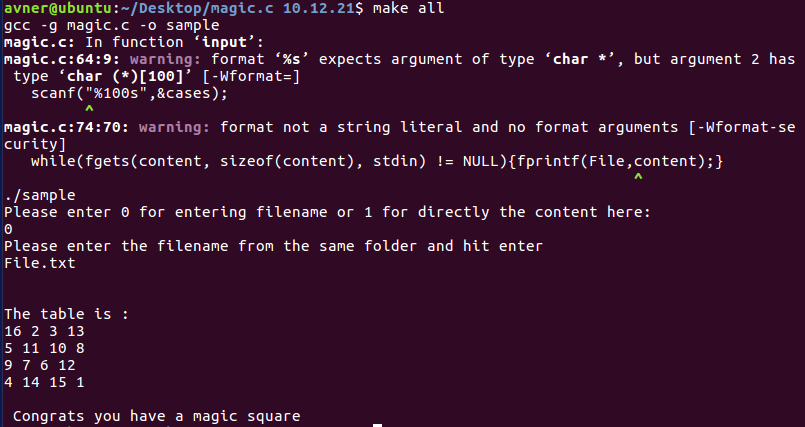 avner@ubuntu:~/Desktop/magic.c 10.12.21$ make all
gcc -g magic.c -o sample
magic.c: In function ‘input’:
magic.c:64:9: warning: format ‘%s’ expects argument of type ‘char *’, but argument 2 has
 type ‘char (*)[100]’ [-Wformat=]
   scanf("%100s",&cases);
         ^
magic.c:74:70: warning: format not a string literal and no format arguments [-Wformat-se
curity]
   while(fgets(content, sizeof(content), stdin) != NULL){fprintf(File,content);}
                                                                      ^
./sample
Please enter 0 for entering filename or 1 for directly the content here:
0
Please enter the filename from the same folder and hit enter
File.txt
The table is :
16 2 3 13
5 11 10 8
9 7 6 12
4 14 15 1
 Congrats you have a magic square